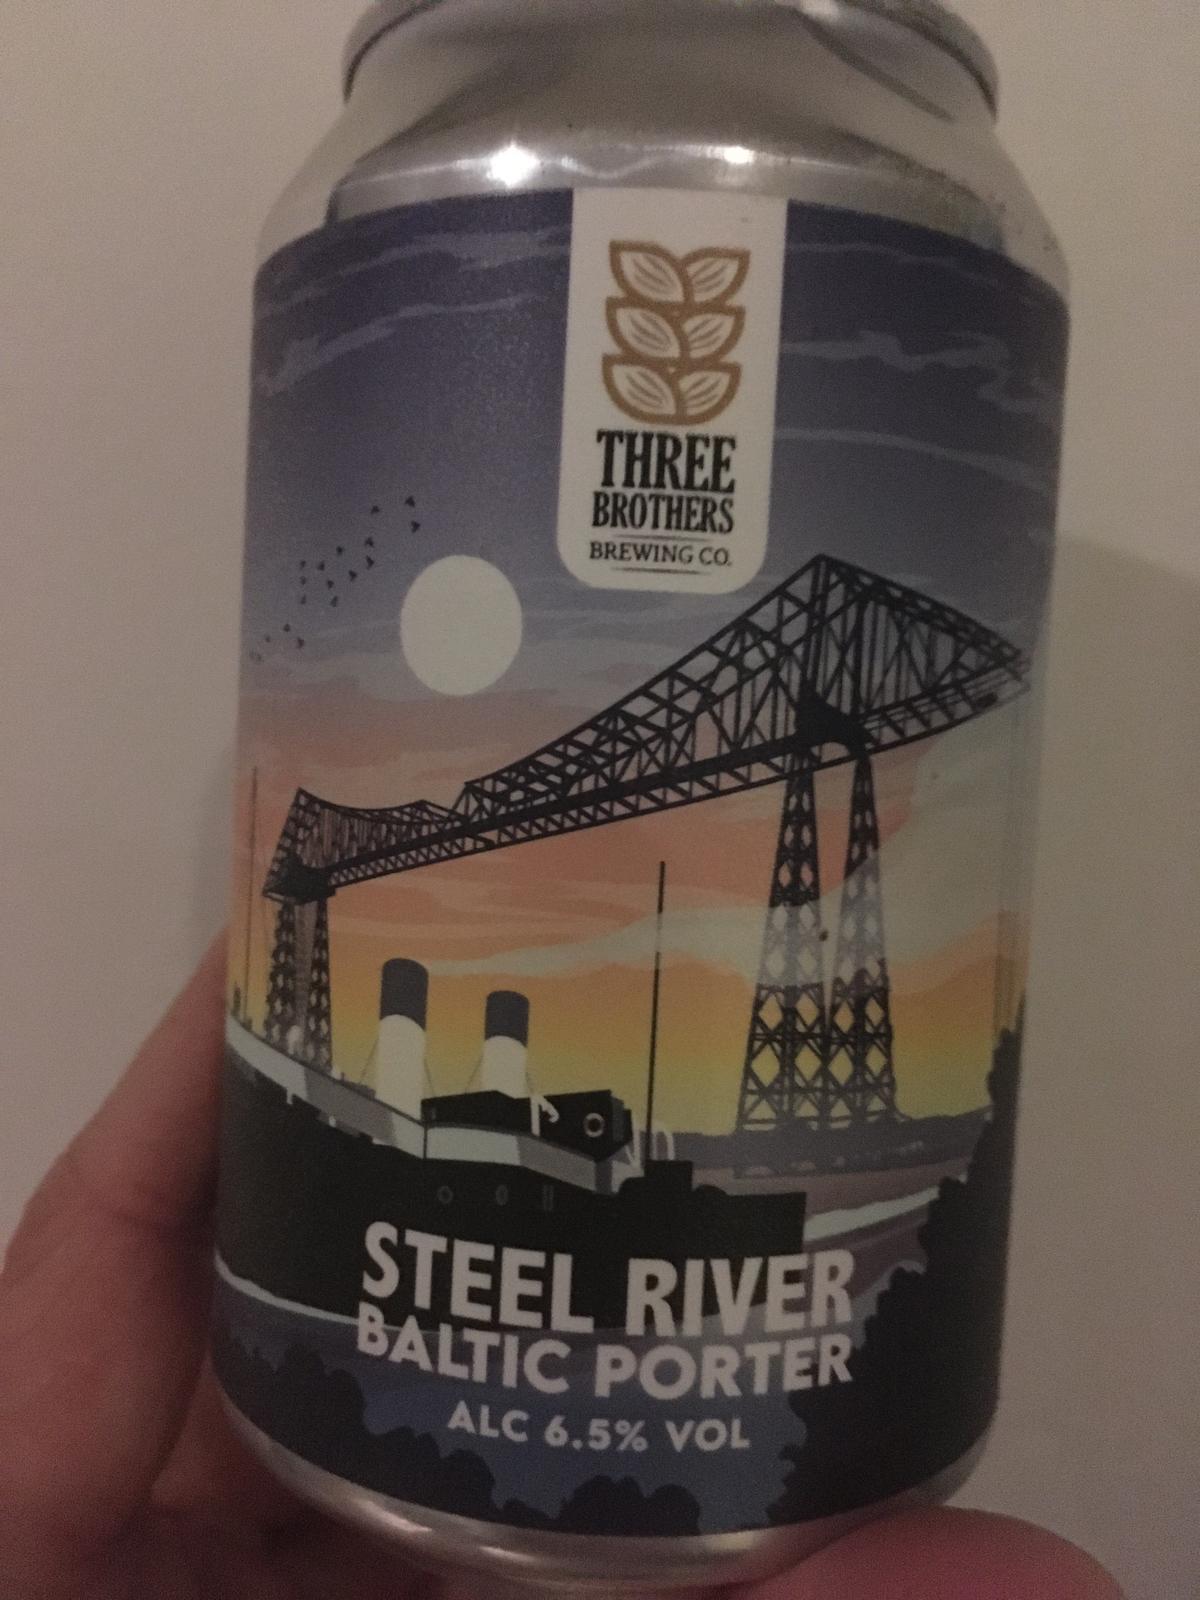 THREE
BROTHERS
BREWING CO.
STEEL RIVER
BALTIC PORTER
ALC 6.5% VOL